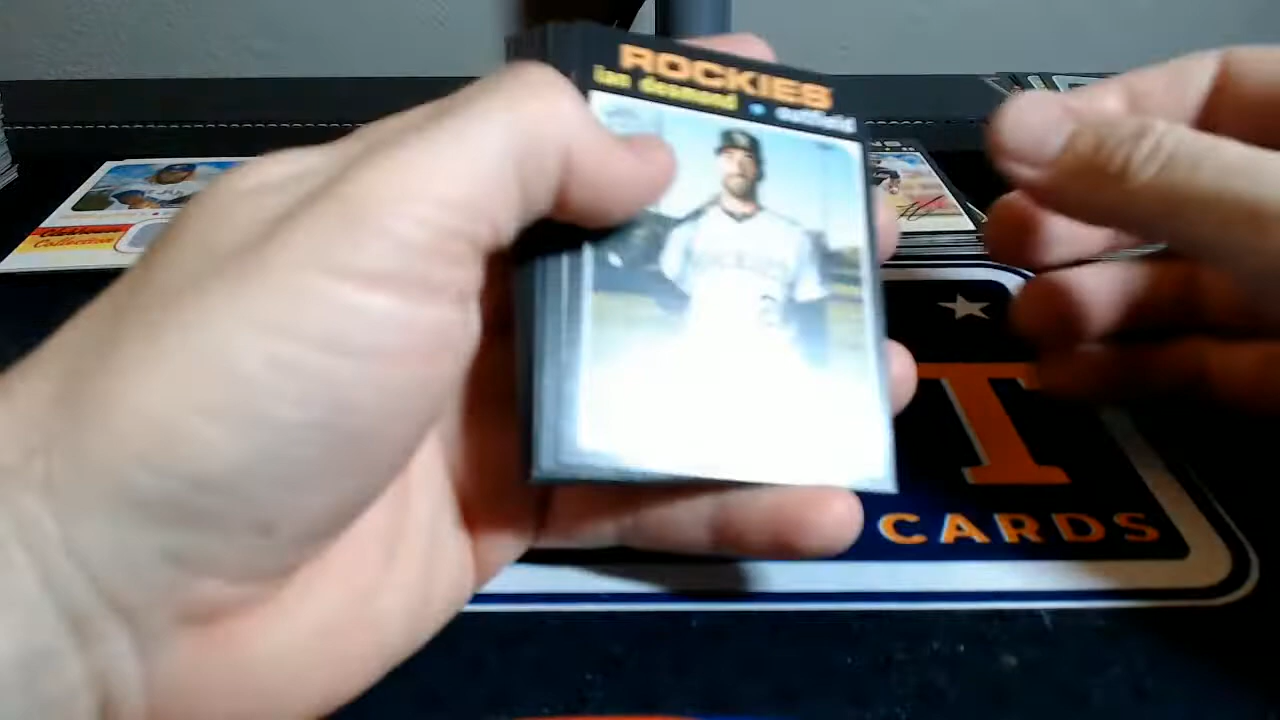 ROCKIES
ian desmond • outfield
Collection
T
CARDS